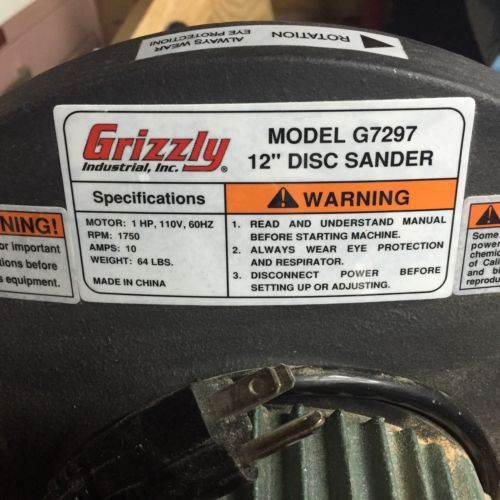 ALWAYS WEAR
EYE PROTECTION!
ROTATION
Grizzly
Industrial, Inc.
MODEL G7297
12" DISC SANDER
Specifications
MOTOR: 1 HP, 110V, 60HZ
RPM: 1750
AMPS: 10
WEIGHT: 64 LBS.
MADE IN CHINA
WARNING
1. READ AND UNDERSTAND MANUAL
BEFORE STARTING MACHINE.
2. ALWAYS WEAR EYE PROTECTION
AND RESPIRATOR.
3. DISCONNECT POWER BEFORE
SETTING UP OR ADJUSTING.
NING!
or important
tions before
s equipment.
Some
power
chemic
of Cali
and bi
reprodu